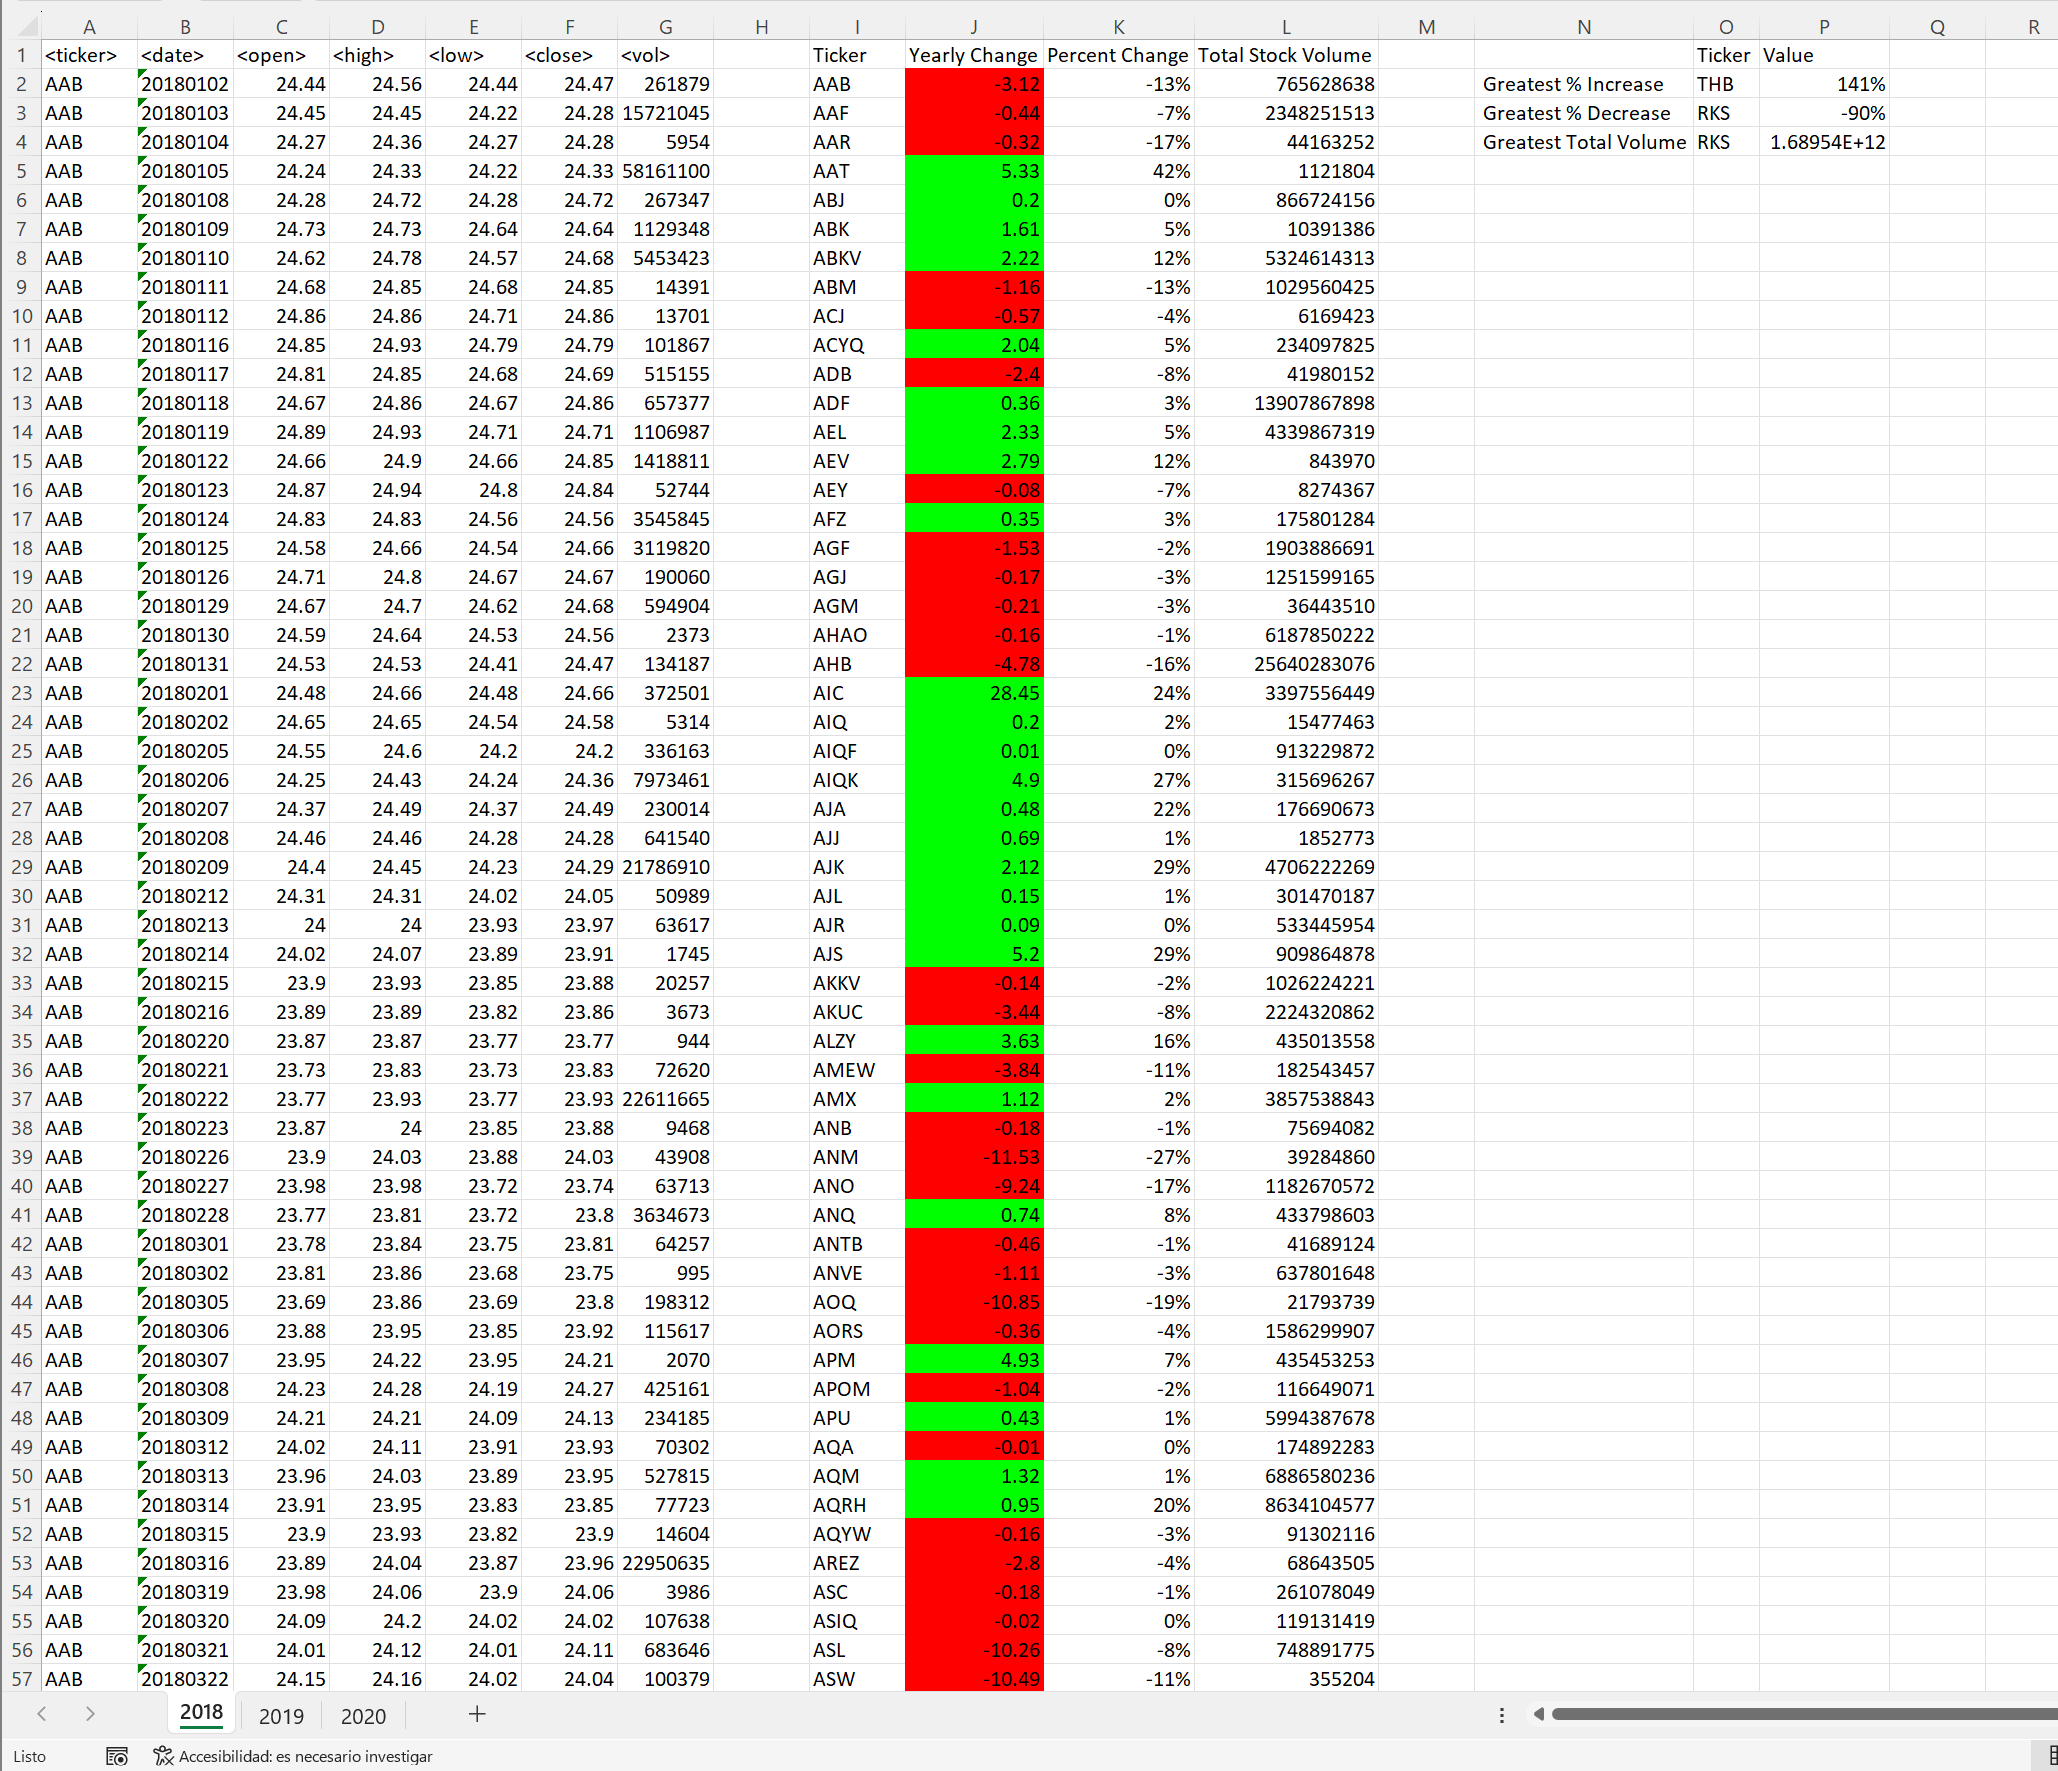 A B C D E F G H I J K L M N O P Q R
1 <ticker> <date> <open> <high> <low> <close> <vol> Ticker Yearly Change Percent Change Total Stock Volume Ticker Value
2 AAB 20180102 24.44 24.56 24.44 24.47 261879 AAB -3.12 -13% 765628638 Greatest % Increase THB 141%
3 AAB 20180103 24.45 24.45 24.22 24.28 15721045 AAF -0.44 -7% 2348251513 Greatest % Decrease RKS -90%
4 AAB 20180104 24.27 24.36 24.27 24.28 5954 AAR -0.32 -17% 44163252 Greatest Total Volume RKS 1.68954E+12
5 AAB 20180105 24.24 24.33 24.22 24.33 58161100 AAT 5.33 42% 1121804
6 AAB 20180108 24.28 24.72 24.28 24.72 267347 ABJ 0.2 0% 866724156
7 AAB 20180109 24.73 24.73 24.64 24.64 1129348 ABK 1.61 5% 10391386
8 AAB 20180110 24.62 24.78 24.57 24.68 5453423 ABKV 2.22 12% 5324614313
9 AAB 20180111 24.68 24.85 24.68 24.85 14391 ABM -1.16 -13% 1029560425
10 AAB 20180112 24.86 24.86 24.71 24.86 13701 ACJ -0.57 -4% 6169423
11 AAB 20180116 24.85 24.93 24.79 24.79 101867 ACYQ 2.04 5% 234097825
12 AAB 20180117 24.81 24.85 24.68 24.69 515155 ADB -2.4 -8% 41980152
13 AAB 20180118 24.67 24.86 24.67 24.86 657377 ADF 0.36 3% 13907867898
14 AAB 20180119 24.89 24.93 24.71 24.71 1106987 AEL 2.33 5% 4339867319
15 AAB 20180122 24.66 24.9 24.66 24.85 1418811 AEV 2.79 12% 843970
16 AAB 20180123 24.87 24.94 24.8 24.84 52744 AEY -0.08 -7% 8274367
17 AAB 20180124 24.83 24.83 24.56 24.56 3545845 AFZ 0.35 3% 175801284
18 AAB 20180125 24.58 24.66 24.54 24.66 3119820 AGF -1.53 -2% 1903886691
19 AAB 20180126 24.71 24.8 24.67 24.67 190060 AGJ -0.17 -3% 1251599165
20 AAB 20180129 24.67 24.7 24.62 24.68 594904 AGM -0.21 -3% 36443510
21 AAB 20180130 24.59 24.64 24.53 24.56 2373 AHAO -0.16 -1% 6187850222
22 AAB 20180131 24.53 24.53 24.41 24.47 134187 AHB -4.78 -16% 25640283076
23 AAB 20180201 24.48 24.66 24.48 24.66 372501 AIC 28.45 24% 3397556449
24 AAB 20180202 24.65 24.65 24.54 24.58 5314 AIQ 0.2 2% 15477463
25 AAB 20180205 24.55 24.6 24.2 24.2 336163 AIQF 0.01 0% 913229872
26 AAB 20180206 24.25 24.43 24.24 24.36 7973461 AIQK 4.9 27% 315696267
27 AAB 20180207 24.37 24.49 24.37 24.49 230014 AJA 0.48 22% 176690673
28 AAB 20180208 24.46 24.46 24.28 24.28 641540 AJJ 0.69 1% 1852773
29 AAB 20180209 24.4 24.45 24.23 24.29 21786910 AJK 2.12 29% 4706222269
30 AAB 20180212 24.31 24.31 24.02 24.05 50989 AJL 0.15 1% 301470187
31 AAB 20180213 24 24 23.93 23.97 63617 AJR 0.09 0% 533445954
32 AAB 20180214 24.02 24.07 23.89 23.91 1745 AJS 5.2 29% 909864878
33 AAB 20180215 23.9 23.93 23.85 23.88 20257 AKKV -0.14 -2% 1026224221
34 AAB 20180216 23.89 23.89 23.82 23.86 3673 AKUC -3.44 -8% 2224320862
35 AAB 20180220 23.87 23.87 23.77 23.77 944 ALZY 3.63 16% 435013558
36 AAB 20180221 23.73 23.83 23.73 23.83 72620 AMEW -3.84 -11% 182543457
37 AAB 20180222 23.77 23.93 23.77 23.93 22611665 AMX 1.12 2% 3857538843
38 AAB 20180223 23.87 24 23.85 23.88 9468 ANB -0.18 -1% 75694082
39 AAB 20180226 23.9 24.03 23.88 24.03 43908 ANM -11.53 -27% 39284860
40 AAB 20180227 23.98 23.98 23.72 23.74 63713 ANO -9.24 -17% 1182670572
41 AAB 20180228 23.77 23.81 23.72 23.8 3634673 ANQ 0.74 8% 433798603
42 AAB 20180301 23.78 23.84 23.75 23.81 64257 ANTB -0.46 -1% 41689124
43 AAB 20180302 23.81 23.86 23.68 23.75 995 ANVE -1.11 -3% 637801648
44 AAB 20180305 23.69 23.86 23.69 23.8 198312 AOQ -10.85 -19% 21793739
45 AAB 20180306 23.88 23.95 23.85 23.92 115617 AORS -0.36 -4% 1586299907
46 AAB 20180307 23.95 24.22 23.95 24.21 2070 APM 4.93 7% 435453253
47 AAB 20180308 24.23 24.28 24.19 24.27 425161 APOM -1.04 -2% 116649071
48 AAB 20180309 24.21 24.21 24.09 24.13 234185 APU 0.43 1% 5994387678
49 AAB 20180312 24.02 24.11 23.91 23.93 70302 AQA -0.01 0% 174892283
50 AAB 20180313 23.96 24.03 23.89 23.95 527815 AQM 1.32 1% 6886580236
51 AAB 20180314 23.91 23.95 23.83 23.85 77723 AQRH 0.95 20% 8634104577
52 AAB 20180315 23.9 23.93 23.82 23.9 14604 AQYW -0.16 -3% 91302116
53 AAB 20180316 23.89 24.04 23.87 23.96 22950635 AREZ -2.8 -4% 68643505
54 AAB 20180319 23.98 24.06 23.9 24.06 3986 ASC -0.18 -1% 261078049
55 AAB 20180320 24.09 24.2 24.02 24.02 107638 ASIQ -0.02 0% 119131419
56 AAB 20180321 24.01 24.12 24.01 24.11 683646 ASL -10.26 -8% 748891775
57 AAB 20180322 24.15 24.16 24.02 24.04 100379 ASW -10.49 -11% 355204
2018 2019 2020
Listo Accesibilidad: es necesario investigar